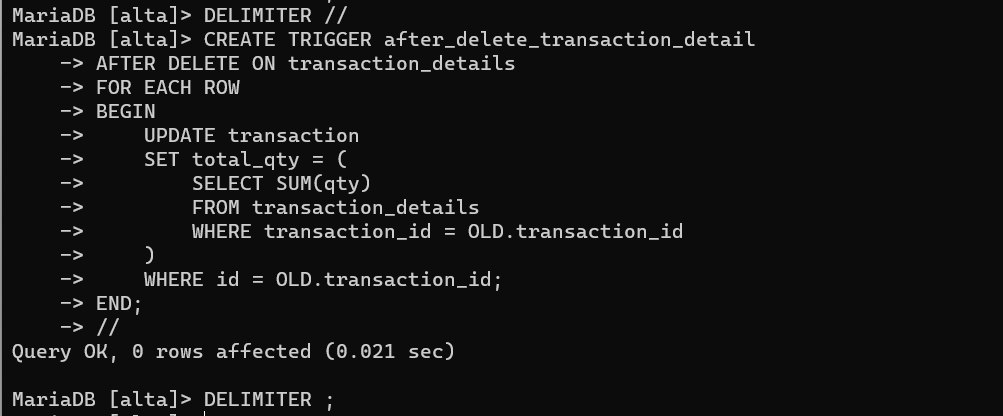 MariaDB [alta]> DELIMITER //
MariaDB [alta]> CREATE TRIGGER after_delete_transaction_detail
    -> AFTER DELETE ON transaction_details
    -> FOR EACH ROW
    -> BEGIN
    ->     UPDATE transaction
    ->     SET total_qty = (
    ->         SELECT SUM(qty)
    ->         FROM transaction_details
    ->         WHERE transaction_id = OLD.transaction_id
    ->     )
    ->     WHERE id = OLD.transaction_id;
    -> END;
    -> //
Query OK, 0 rows affected (0.021 sec)

MariaDB [alta]> DELIMITER ;